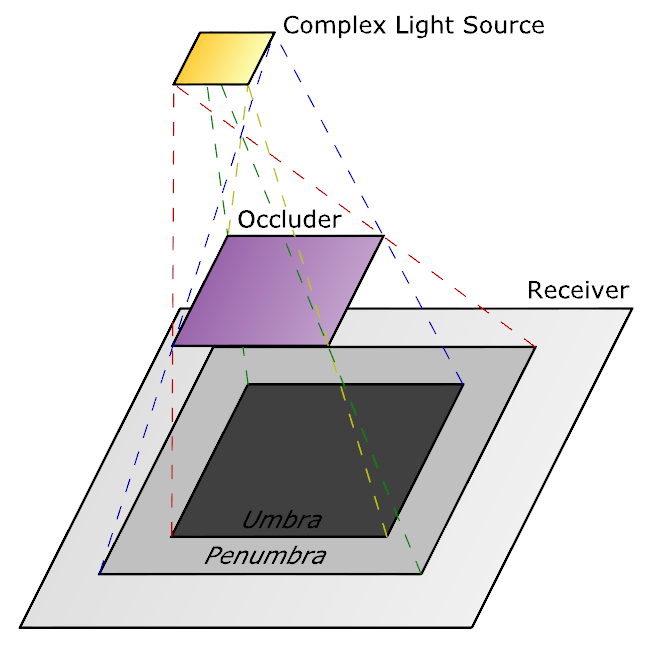 Complex Light Source
Occluder
Receiver
Umbra
Penumbra